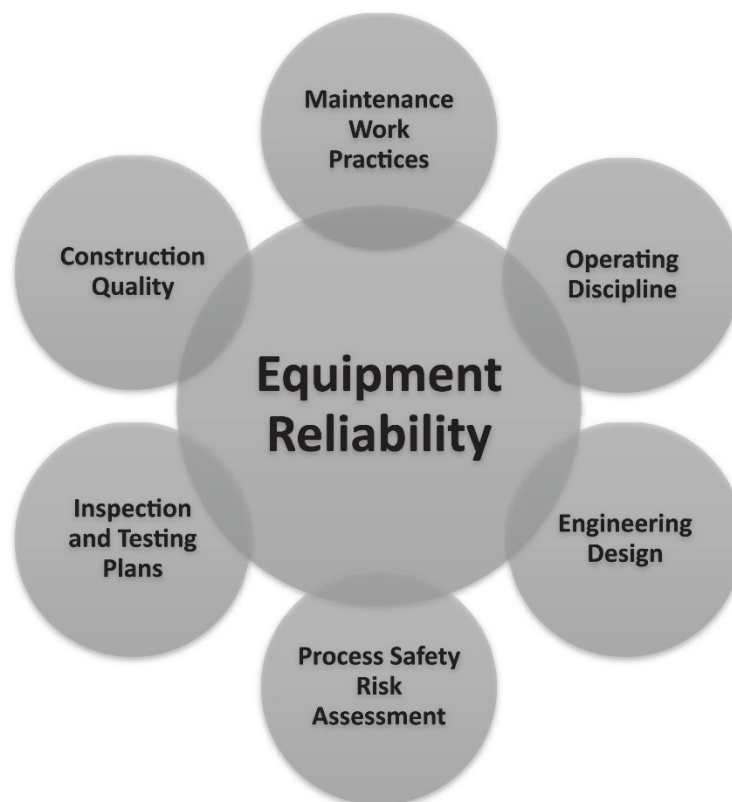 Maintenance
Work
Practices
Operating
Discipline
Engineering
Design
Process Safety
Risk
Assessment
Inspection
and Testing
Plans
Construction
Quality
Equipment
Reliability